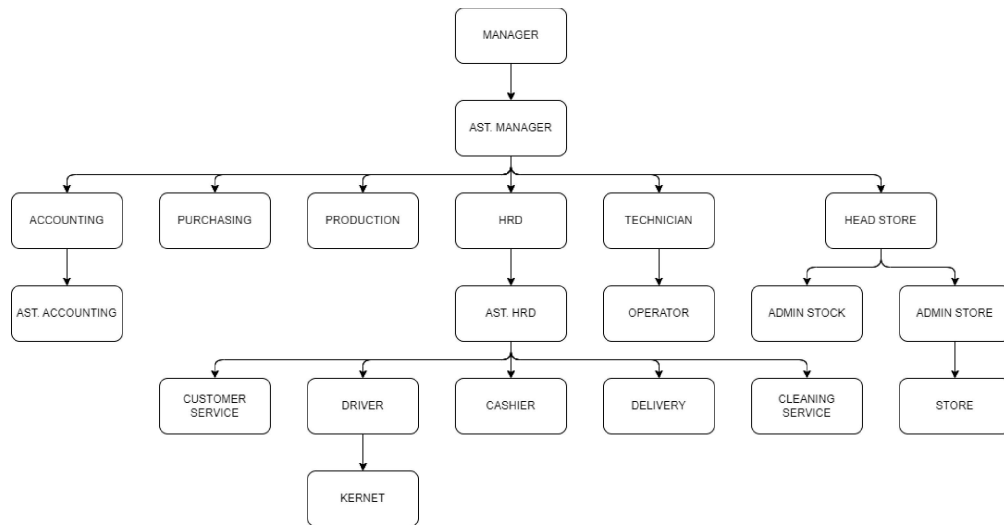 MANAGER
AST. MANAGER
ACCOUNTING
PURCHASING
PRODUCTION
HRD
TECHNICIAN
HEAD STORE
AST. ACCOUNTING
AST. HRD
OPERATOR
ADMIN STOCK
ADMIN STORE
CUSTOMER
SERVICE
DRIVER
CASHIER
DELIVERY
CLEANING
SERVICE
STORE
KERNET